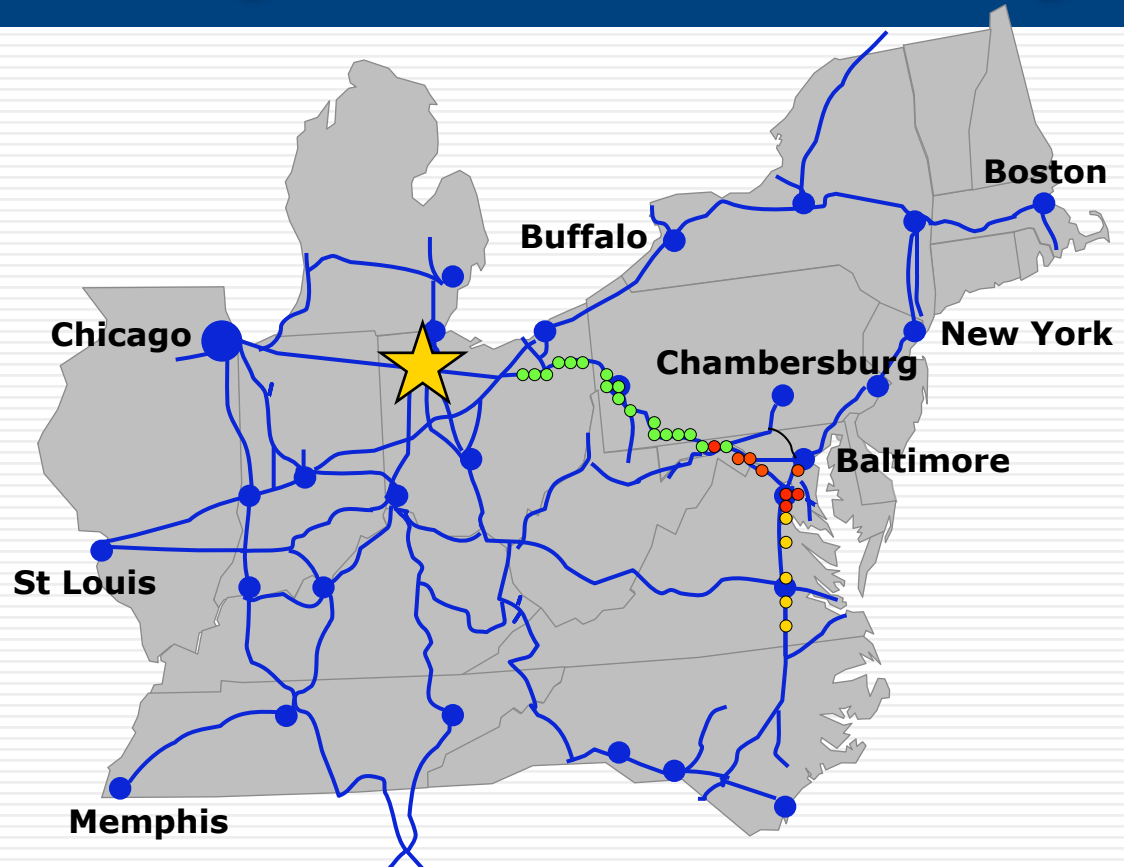 Boston
Buffalo
Chicago
New York
Chambersburg
Baltimore
St Louis
Memphis